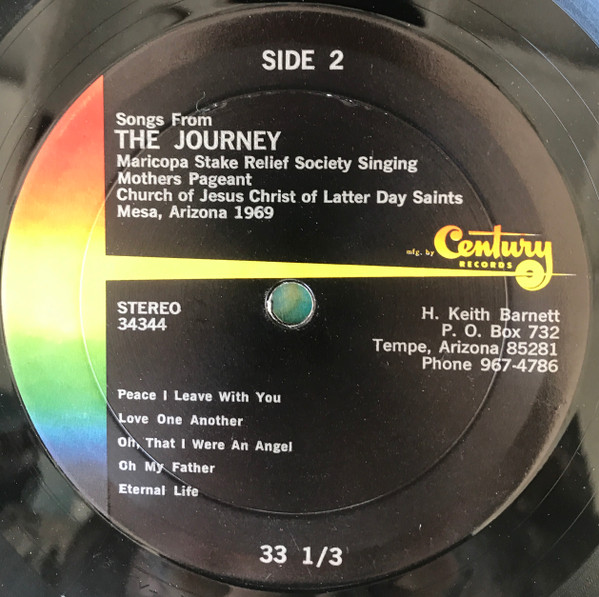 SIDE 2
Songs From
THE JOURNEY
Maricopa Stake Relief Society Singing
Mothers Pageant
Church of Jesus Christ of Latter Day Saints
Mesa, Arizona 1969
mfg. by Century
RECORDS
STEREO
34344
H. Keith Barnett
P. O. Box 732
Tempe, Arizona 85281
Phone 967-4786
Peace I Leave With You
Love One Another
Oh, That I Were An Angel
Oh My Father
Eternal Life
33 1/3